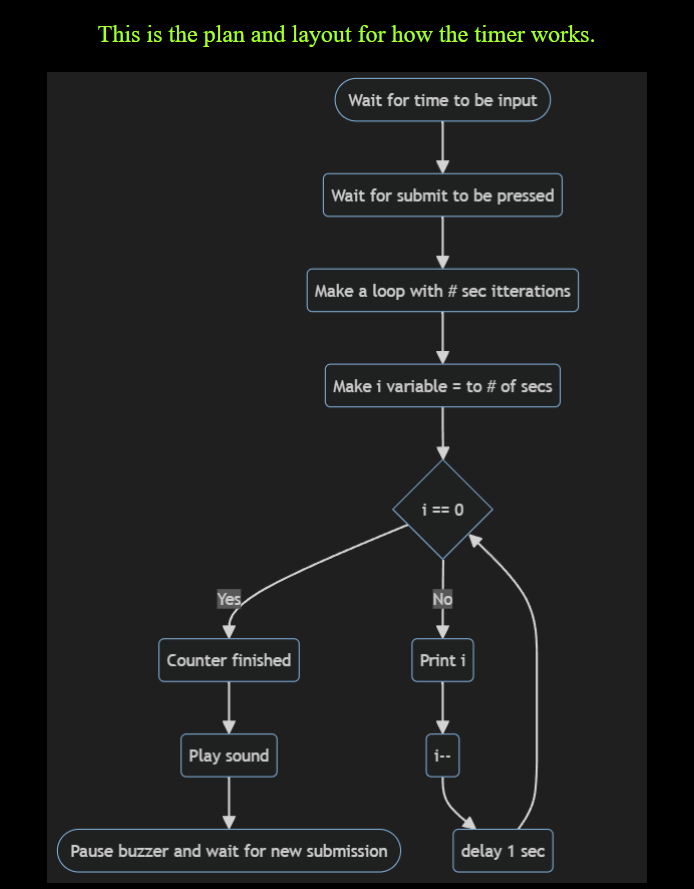 This is the plan and layout for how the timer works.
Wait for time to be input
Wait for submit to be pressed
Make a loop with # sec itterations
Make i variable = to # of secs
i == 0
Yes
No
Counter finished
Print i
Play sound
i--
Pause buzzer and wait for new submission
delay 1 sec